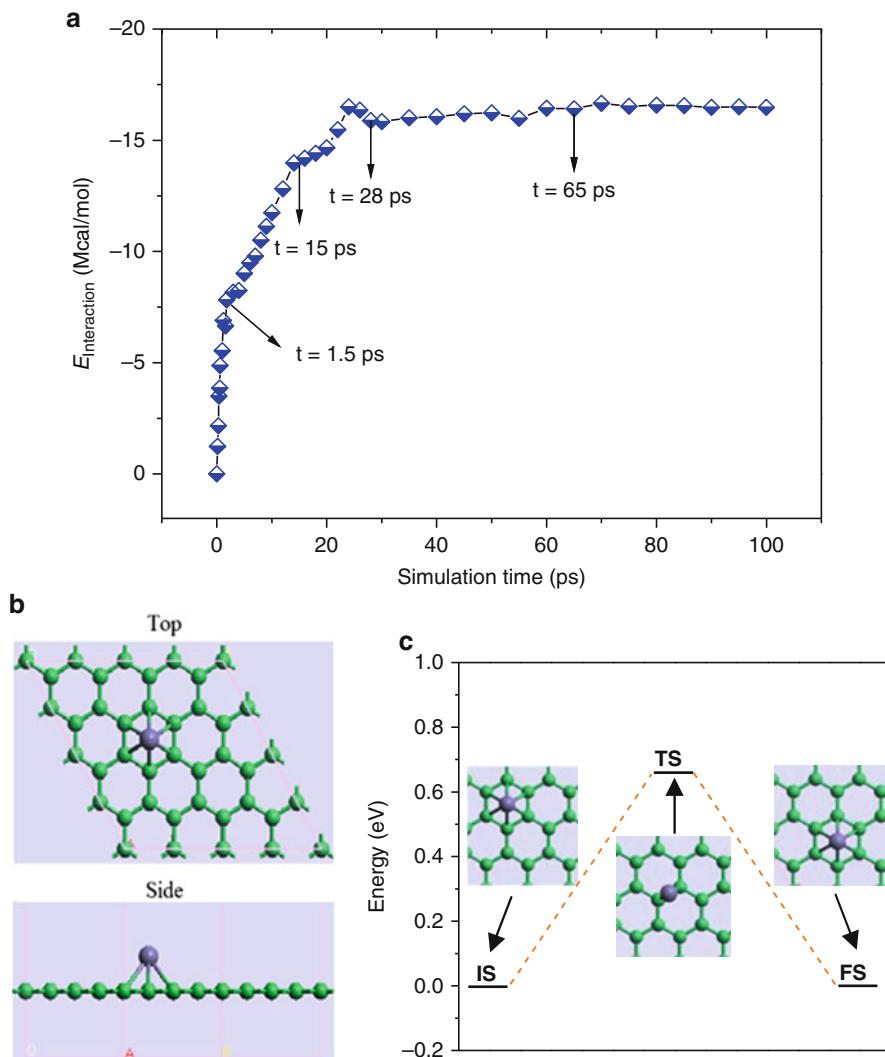 a
−20
−15
−10
−5
0
E Interaction (Mcal/mol)
t = 28 ps
t = 65 ps
t = 15 ps
t = 1.5 ps
0 20 40 60 80 100
Simulation time (ps)
b
Top
Side
A
c
1.0
0.8
0.6
0.4
0.2
0.0
−0.2
Energy (eV)
TS
IS
FS